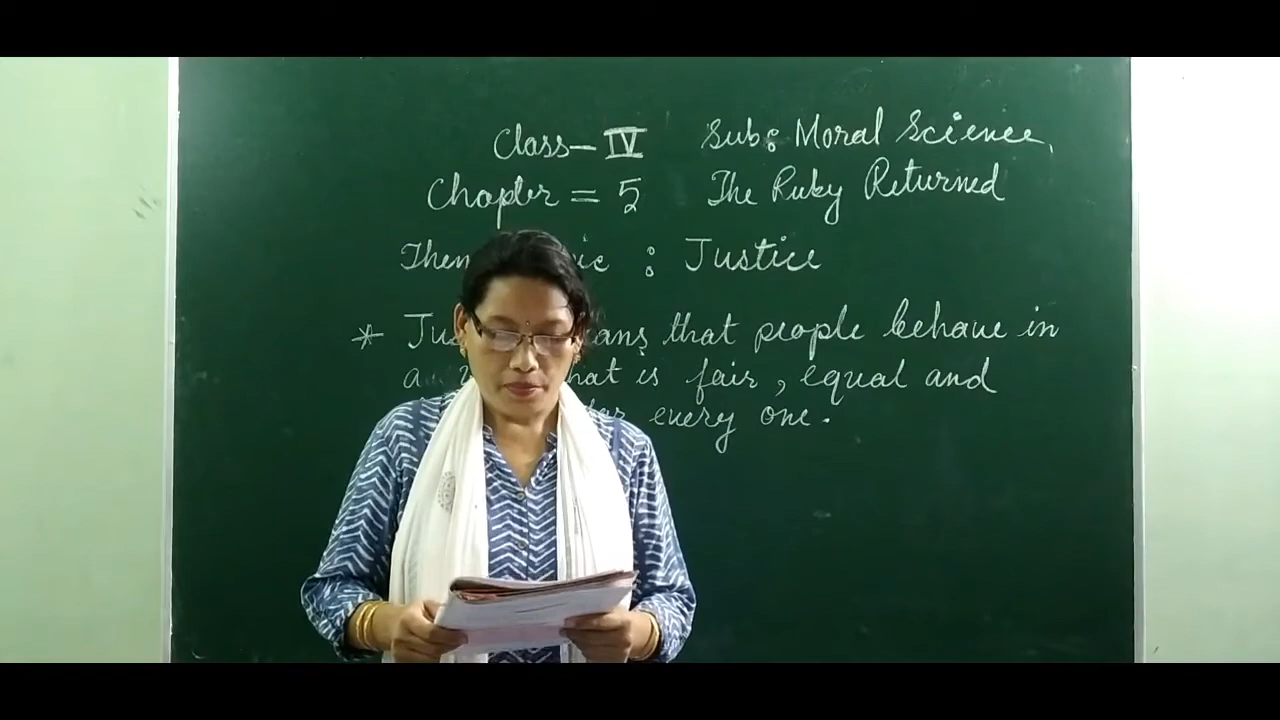 Class - IV Sub: Moral Science,
Chapter = 5 The Ruby Returned
: Justice
* that people behave in
a is fair, equal and
every one.